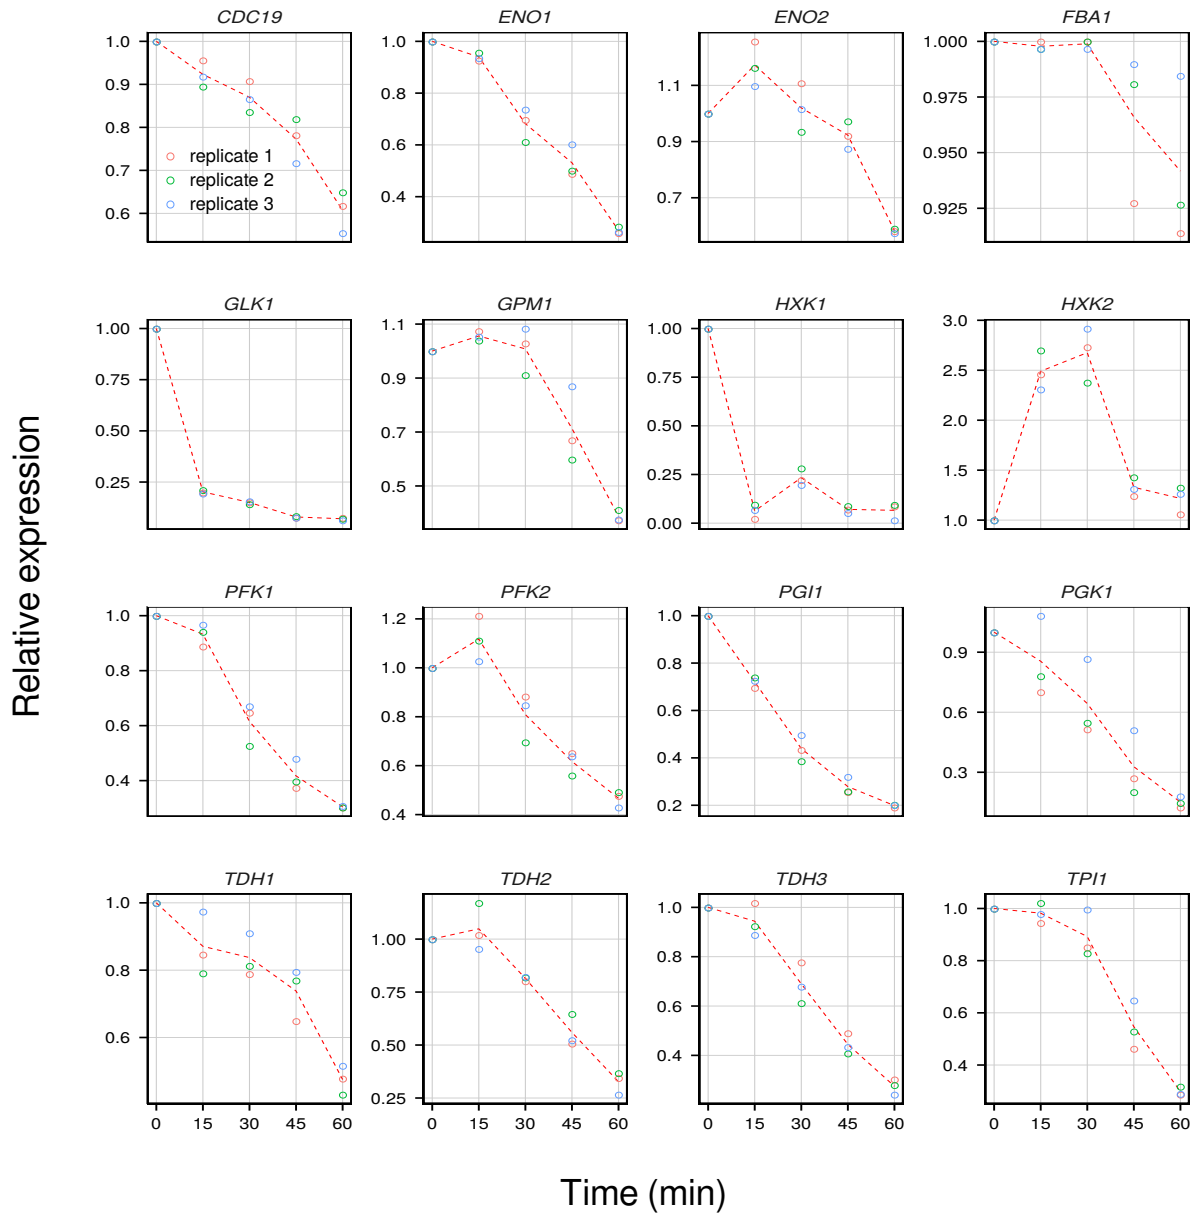 CDC19 ENO1 ENO2 FBA1
1.0 1.0 1.000
0.9 0.8 1.1 0.975
0.8 0.6 0.9 0.950
0.7 0.4 0.7 0.925
0.6
replicate 1
replicate 2
replicate 3
GLK1 GPM1 HXK1 HXK2
1.00 1.1 1.00 3.0
0.75 0.9 0.75 2.5
0.50 0.7 0.50 2.0
0.25 0.5 0.25 1.5
0.00 1.0
Relative expression
PFK1 PFK2 PGI1 PGK1
1.0 1.2 1.0 0.9
0.8 1.0 0.8 0.6
0.6 0.8 0.6 0.3
0.4 0.6 0.4
0.4 0.2
TDH1 TDH2 TDH3 TPI1
1.0 1.00 1.0 1.0
0.8 0.75 0.8 0.8
0.6 0.50 0.6 0.6
0.25 0.4 0.4
0 15 30 45 60 0 15 30 45 60 0 15 30 45 60 0 15 30 45 60
Time (min)